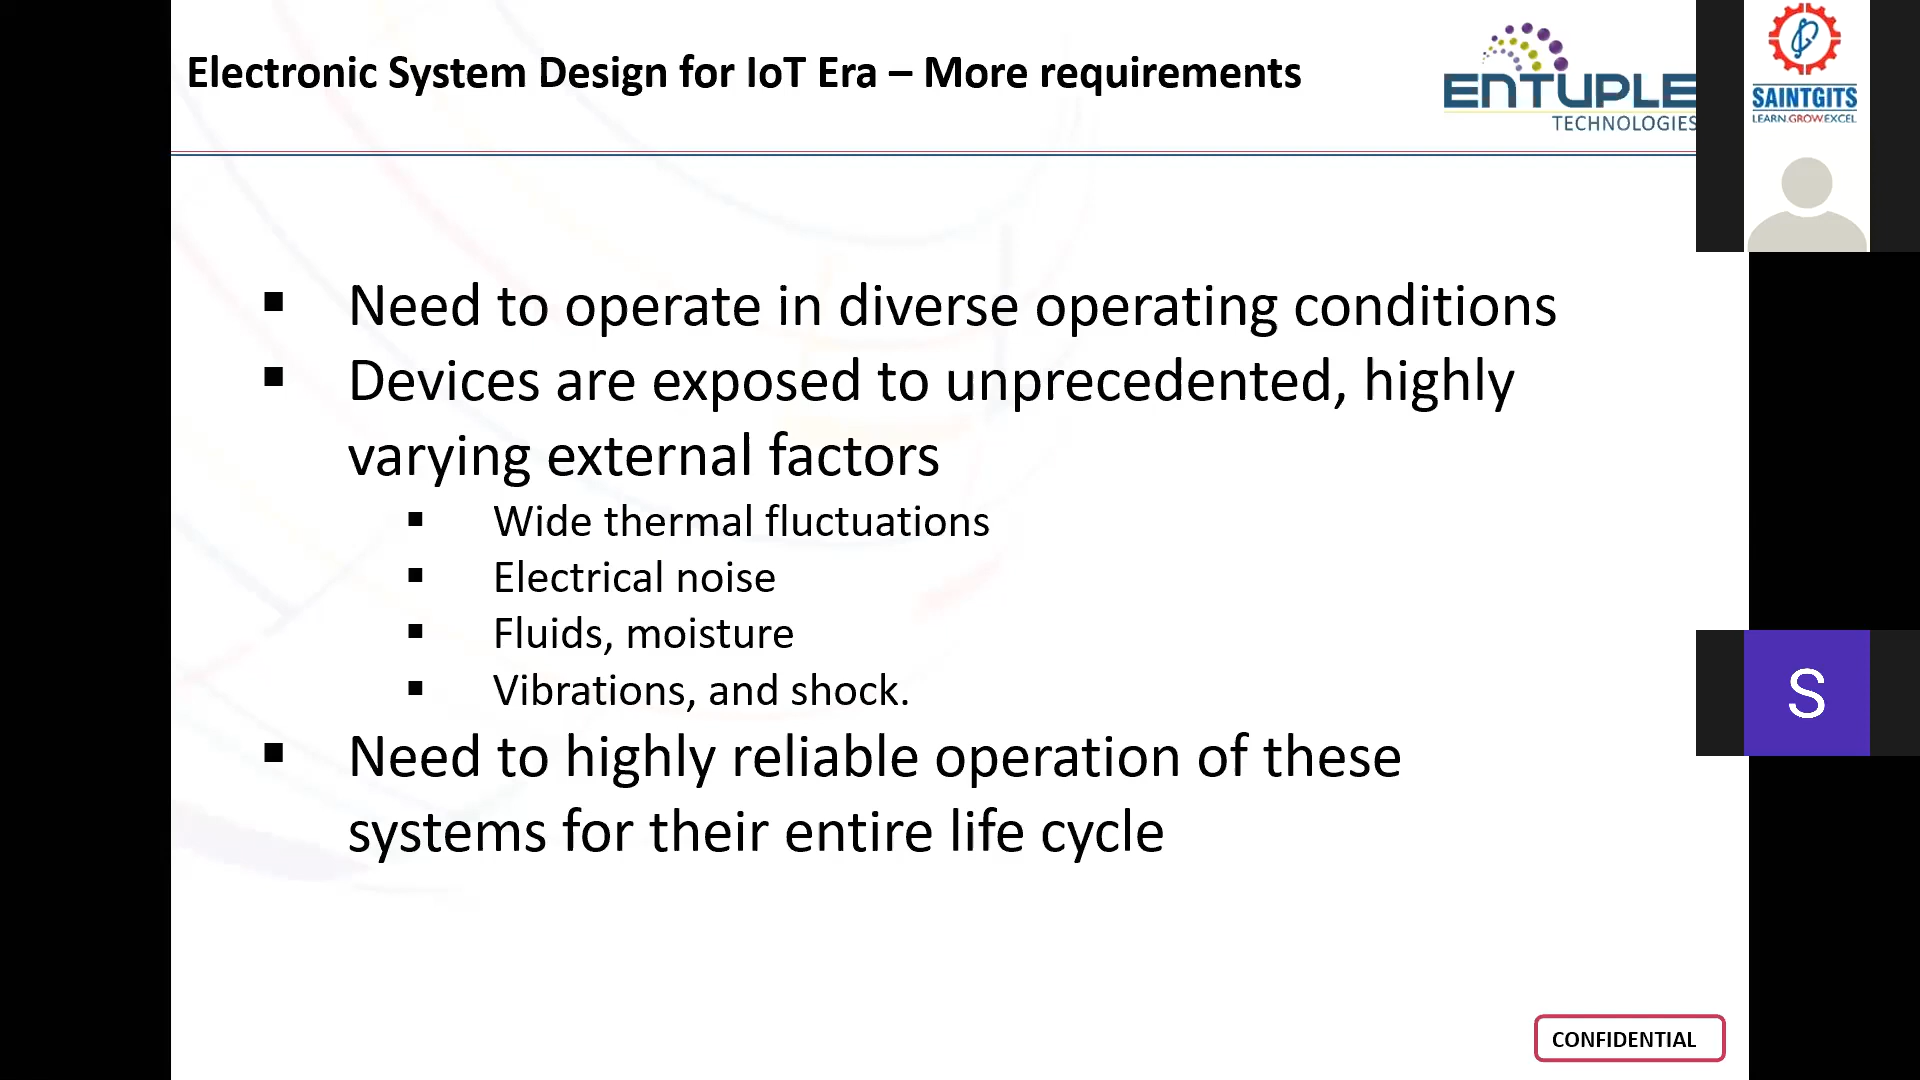 Electronic System Design for IoT Era – More requirements
ENTUPLE
TECHNOLOGIES
SAINTGITS
LEARN.GROW.EXCEL
▪ Need to operate in diverse operating conditions
▪ Devices are exposed to unprecedented, highly
varying external factors
▪ Wide thermal fluctuations
▪ Electrical noise
▪ Fluids, moisture
▪ Vibrations, and shock.
S
▪ Need to highly reliable operation of these
systems for their entire life cycle
CONFIDENTIAL